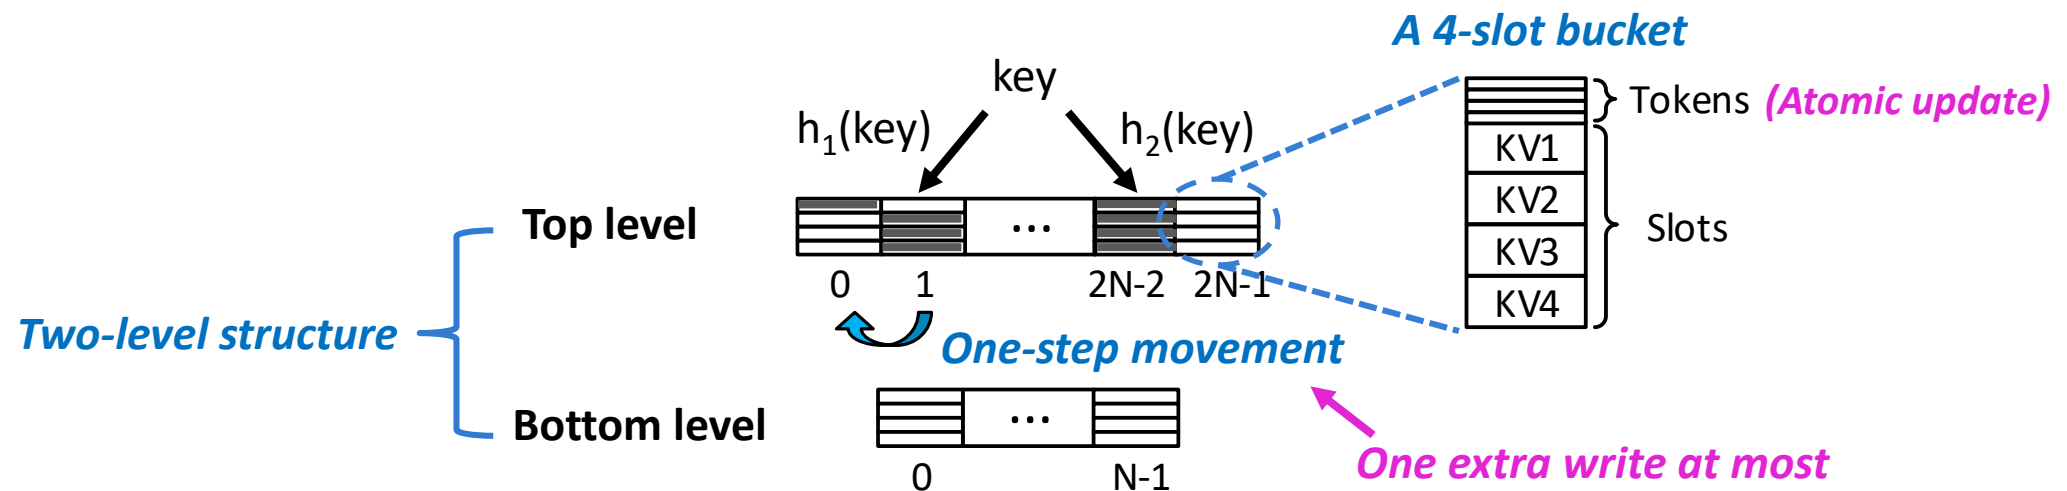 A 4-slot bucket
key
h₁(key)
h₂(key)
Tokens (Atomic update)
KV1
KV2
KV3
KV4
Slots
Top level
...
0 1 2N-2 2N-1
Two-level structure
One-step movement
Bottom level
...
0 N-1
One extra write at most